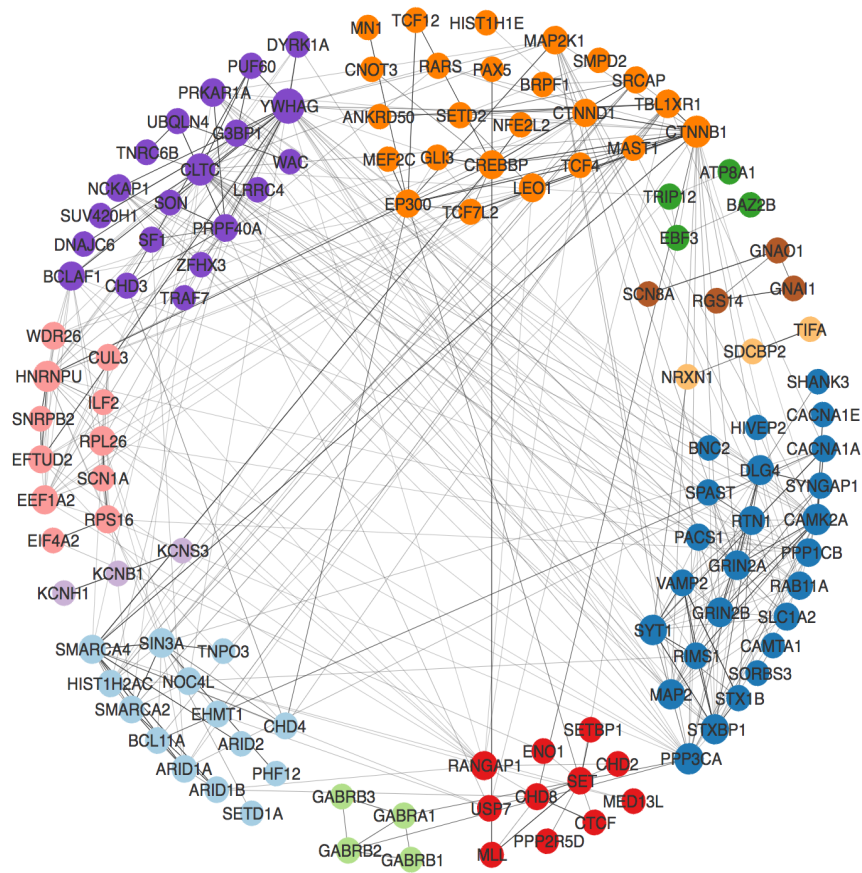 MN1
TCF12
HIST1H1E
MAP2K1
DYRK1A
PUF60
CNOT3
RARS
PAX5
SMPD2
BRPF1
SRCAP
PRKAR1A
YWHAG
ANKRD50
SETD2
NFE2L2
CTNND1
TBL1XR1
CTNNB1
UBQLN4
G3BP1
TNRC6B
WAC
MEF2C
GLI3
CREBBP
TCF4
MAST1
CLTC
NCKAP1
LRRC4
SON
EP300
TCF7L2
LEO1
ATP8A1
TRIP12
BAZ2B
EBF3
SUV420H1
PRPF40A
DNAJC6
SF1
BCLAF1
ZFHX3
CHD3
TRAF7
GNAO1
SCN8A
RGS14
GNAI1
WDR26
CUL3
HNRNPU
ILF2
SNRPB2
RPL26
EFTUD2
SCN1A
EEF1A2
RPS16
EIF4A2
TIFA
SDCBP2
NRXN1
SHANK3
CACNA1E
HIVEP2
BNC2
CACNA1A
DLG4
SPAST
SYNGAP1
RTN1
CAMK2A
PACS1
PPP1CB
GRIN2A
VAMP2
RAB11A
GRIN2B
SLC1A2
SYT1
RIMS1
CAMTA1
SORBS3
MAP2
STX1B
STXBP1
PPP3CA
KCNS3
KCNB1
KCNH1
SMARCA4
SIN3A
TNPO3
HIST1H2AC
NOC4L
SMARCA2
EHMT1
CHD4
BCL11A
ARID2
ARID1A
PHF12
ARID1B
SETD1A
GABRB3
GABRA1
GABRB2
GABRB1
SETBP1
ENO1
RANGAP1
CHD2
SET
USP7
CHD8
MED13L
CTCF
PPP2R5D
MLL